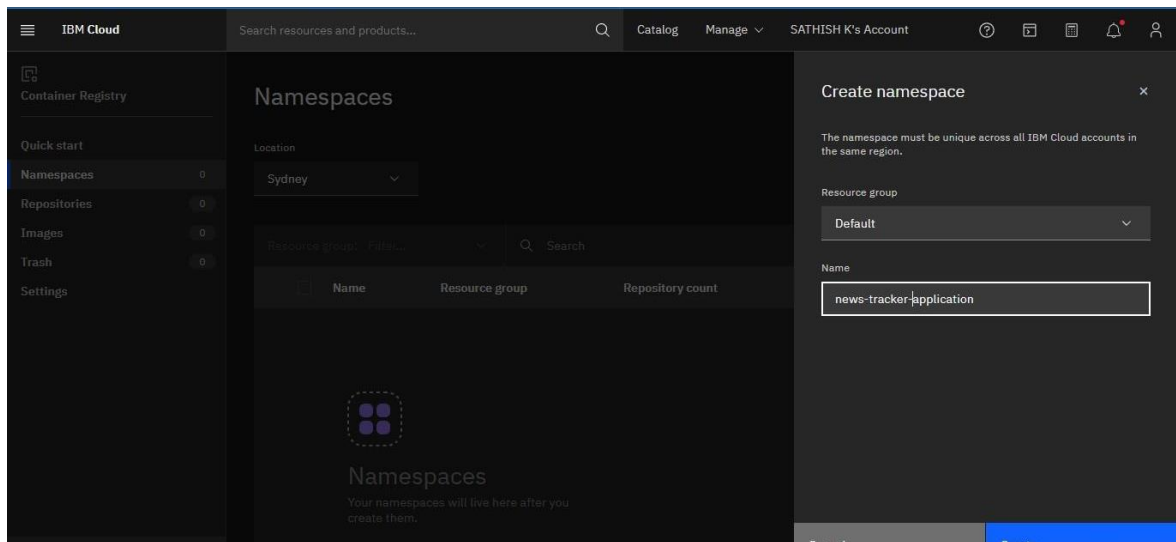 IBM Cloud
Search resources and products...
Catalog
Manage
SATHISH K's Account
Container Registry
Quick start
Namespaces 0
Repositories 0
Images 0
Trash 0
Settings
Namespaces
Location
Sydney
Resource group: Filter...
Search
Name Resource group Repository count
Namespaces
Your namespaces will live here after you
create them.
Create namespace
The namespace must be unique across all IBM Cloud accounts in
the same region.
Resource group
Default
Name
news-tracker-application